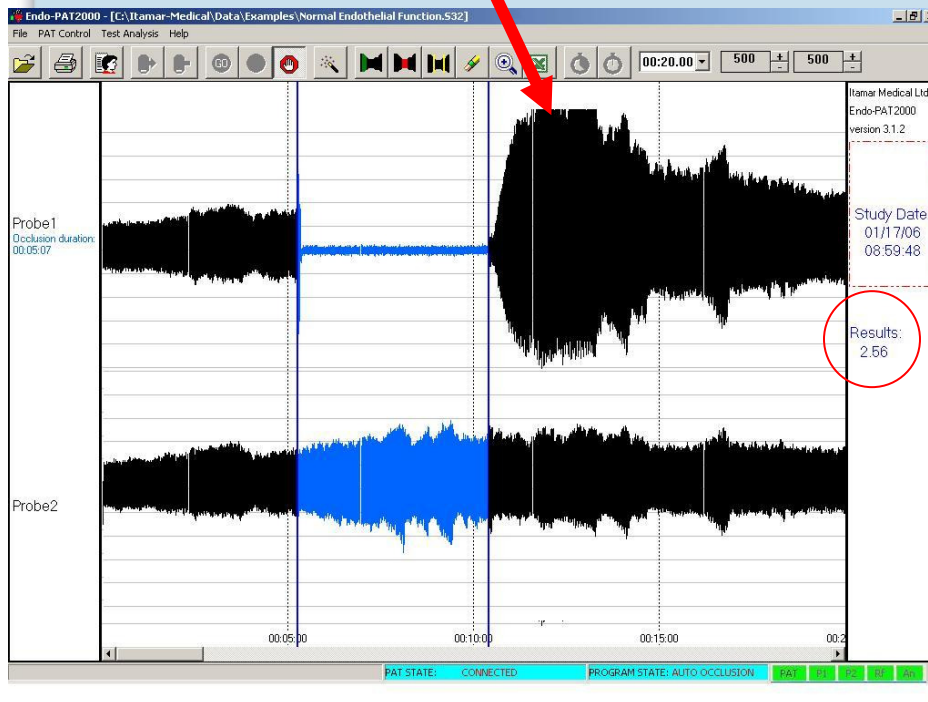 Endo-PAT2000 - [C:\Itamar-Medical\Data\Examples\Normal Endothelial Function.S32]
File PAT Control Test Analysis Help
GO 00:20.00 500 + - 500 + -
Itamar Medical Ltd
Endo-PAT2000
version 3.1.2
Study Date
01/17/06
08:59:48
Results:
2.56
Probe1
Occlusion duration:
00:05:07
Probe2
00:05:00 00:10:00 00:15:00 00:2
PAT STATE: CONNECTED PROGRAM STATE: AUTO OCCLUSION PAT P1 P2 RF An